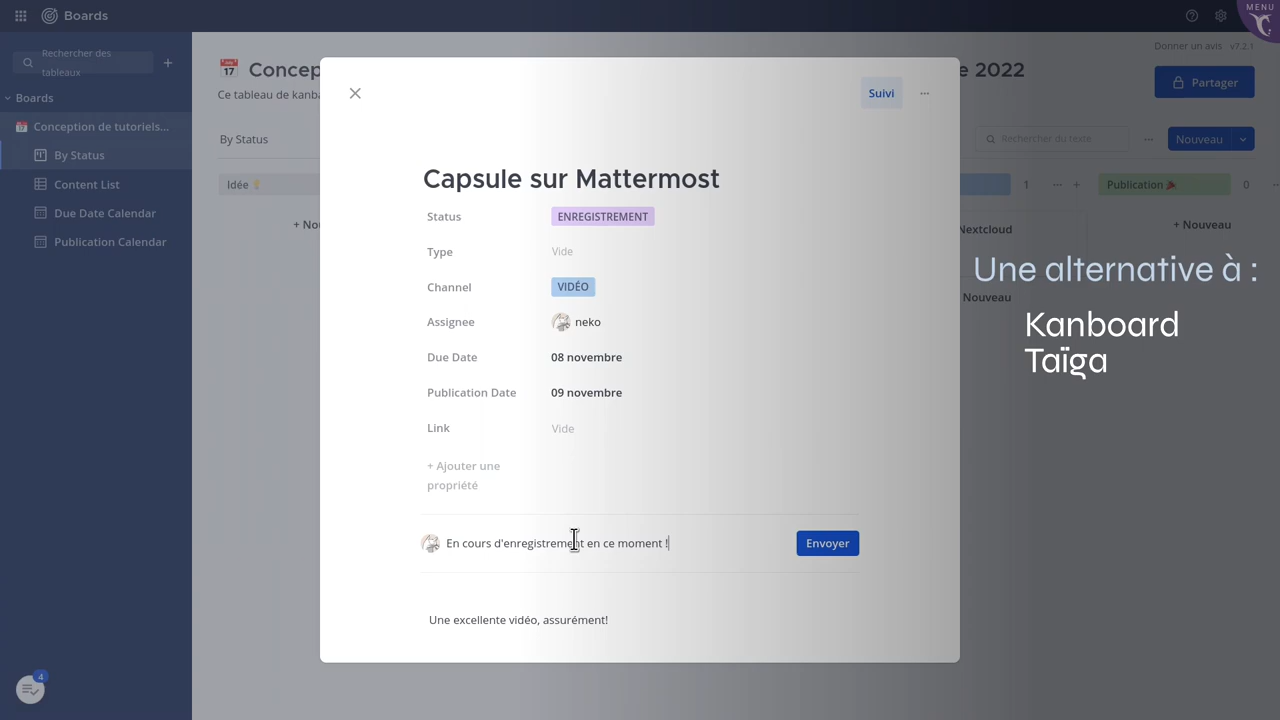 Boards
MENU
Rechercher des
tableaux
Boards
Conception de tutoriels...
By Status
Content List
Due Date Calendar
Publication Calendar
4
Donner un avis v7.2.1
Concep
e 2022
Ce tableau de kanba
Partager
By Status
Rechercher du texte
Nouveau
Idée
1
Publication
0
+ Nou
Nextcloud
+ Nouveau
Nouveau
Suivi
Capsule sur Mattermost
Status ENREGISTREMENT
Type Vide
Channel VIDÉO
Assignee neko
Due Date 08 novembre
Publication Date 09 novembre
Link Vide
+ Ajouter une
propriété
En cours d'enregistrement en ce moment !
Envoyer
Une excellente vidéo, assurément!
Une alternative à :
Kanboard
Taïga